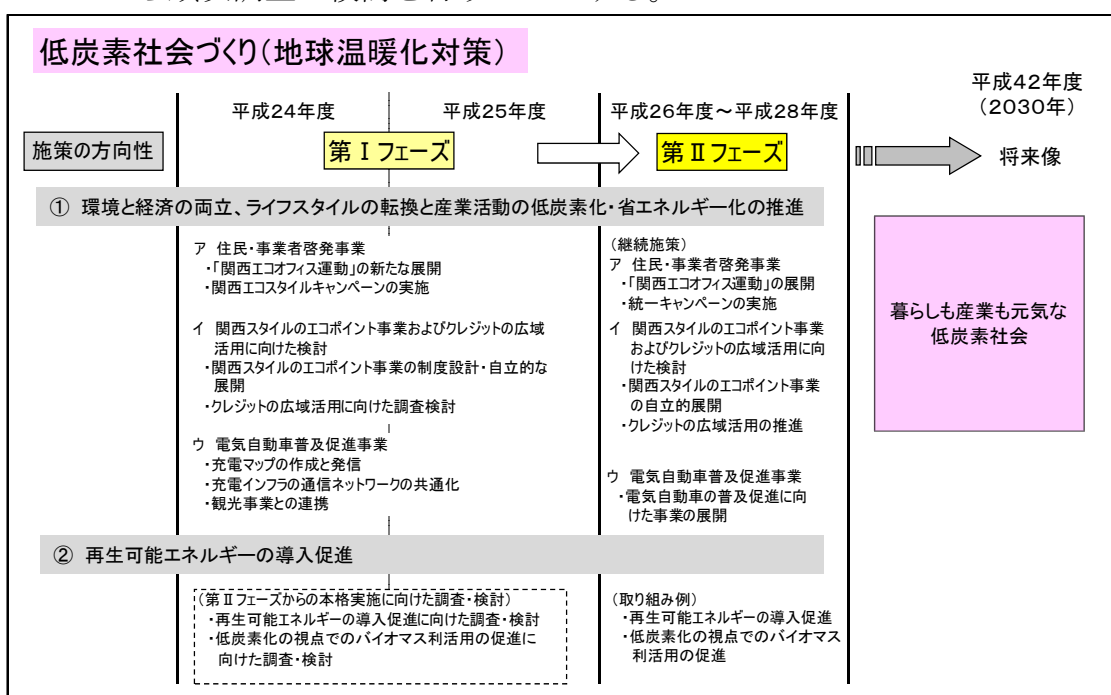 低炭素社会づくり(地球温暖化対策)
平成24年度
平成25年度
平成26年度～平成28年度
平成42年度
(2030年)
施策の方向性
第Ⅰフェーズ
第Ⅱフェーズ
将来像
① 環境と経済の両立、ライフスタイルの転換と産業活動の低炭素化・省エネルギー化の推進
ア 住民・事業者啓発事業
・「関西エコオフィス運動」の新たな展開
・関西エコスタイルキャンペーンの実施
イ 関西スタイルのエコポイント事業およびクレジットの広域
活用に向けた検討
・関西スタイルのエコポイント事業の制度設計・自立的な
展開
・クレジットの広域活用に向けた調査検討
ウ 電気自動車普及促進事業
・充電マップの作成と発信
・充電インフラの通信ネットワークの共通化
・観光事業との連携
(継続施策)
ア 住民・事業者啓発事業
・「関西エコオフィス運動」の展開
・統一キャンペーンの実施
イ 関西スタイルのエコポイント事業
およびクレジットの広域活用に向
けた検討
・関西スタイルのエコポイント事業
の自立的展開
・クレジットの広域活用の推進
ウ 電気自動車普及促進事業
・電気自動車の普及促進に向
けた事業の展開
暮らしも産業も元気な
低炭素社会
② 再生可能エネルギーの導入促進
(第Ⅱフェーズからの本格実施に向けた調査・検討)
・再生可能エネルギーの導入促進に向けた調査・検討
・低炭素化の視点でのバイオマス利活用の促進に
向けた調査・検討
(取り組み例)
・再生可能エネルギーの導入促進
・低炭素化の視点でのバイオマス
利活用の促進